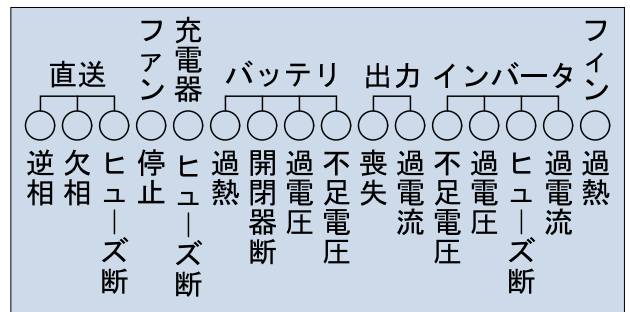 直送
ファン
充電器
バッテリ
出力
インバータ
フィン
逆相
欠相
ヒューズ断
停止
ヒューズ断
過熱
開閉器断
過電圧
不足電圧
喪失
過電流
不足電圧
過電圧
ヒューズ断
過電流
過熱